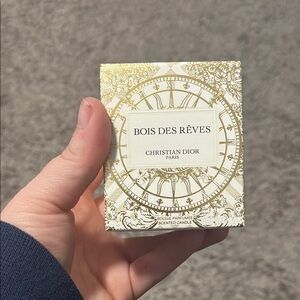 BOIS DES RÊVES
CHRISTIAN DIOR
PARIS
BOUGIE PARFUMÉE
SCENTED CANDLE